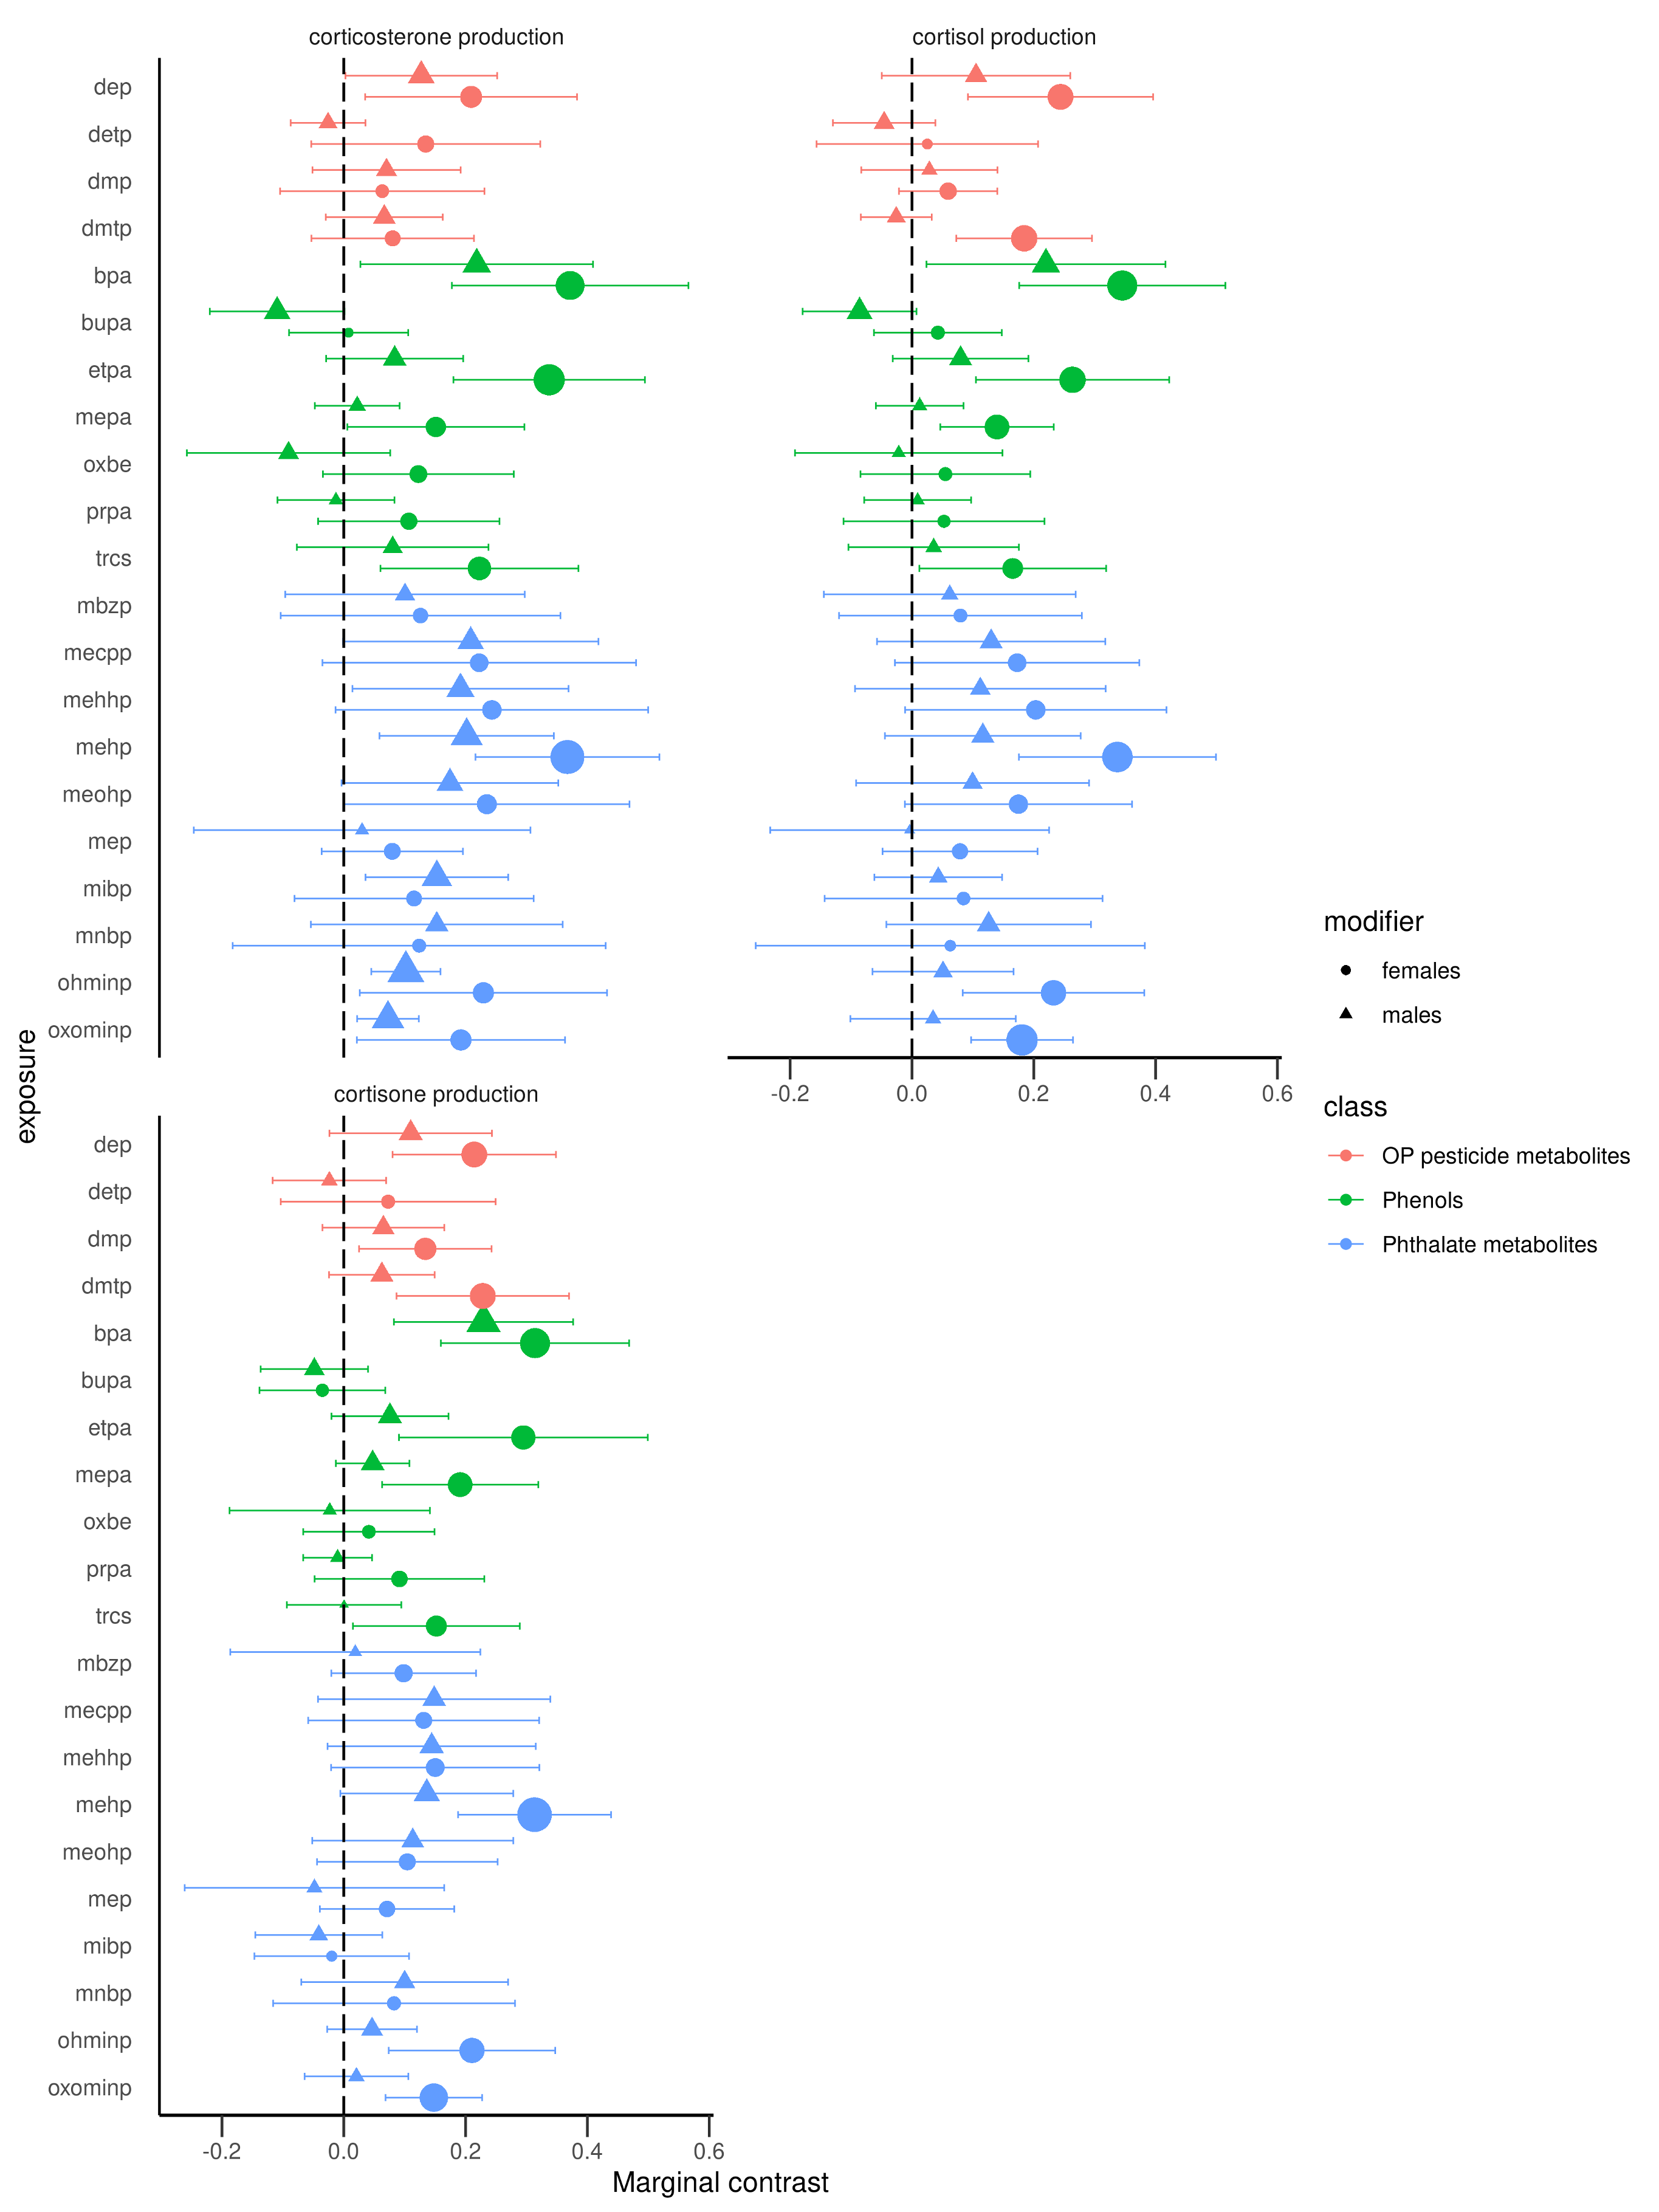 corticosterone production
cortisol production
dep
detp
dmp
dmtp
bpa
bupa
etpa
mepa
oxbe
prpa
trcs
mbzp
mecpp
mehhp
mehp
meohp
mep
mibp
mnbp
ohminp
oxominp
-0.2 0.0 0.2 0.4 0.6
cortisone production
dep
detp
dmp
dmtp
bpa
bupa
etpa
mepa
oxbe
prpa
trcs
mbzp
mecpp
mehhp
mehp
meohp
mep
mibp
mnbp
ohminp
oxominp
-0.2 0.0 0.2 0.4 0.6
Marginal contrast
exposure
modifier
females
males
class
OP pesticide metabolites
Phenols
Phthalate metabolites